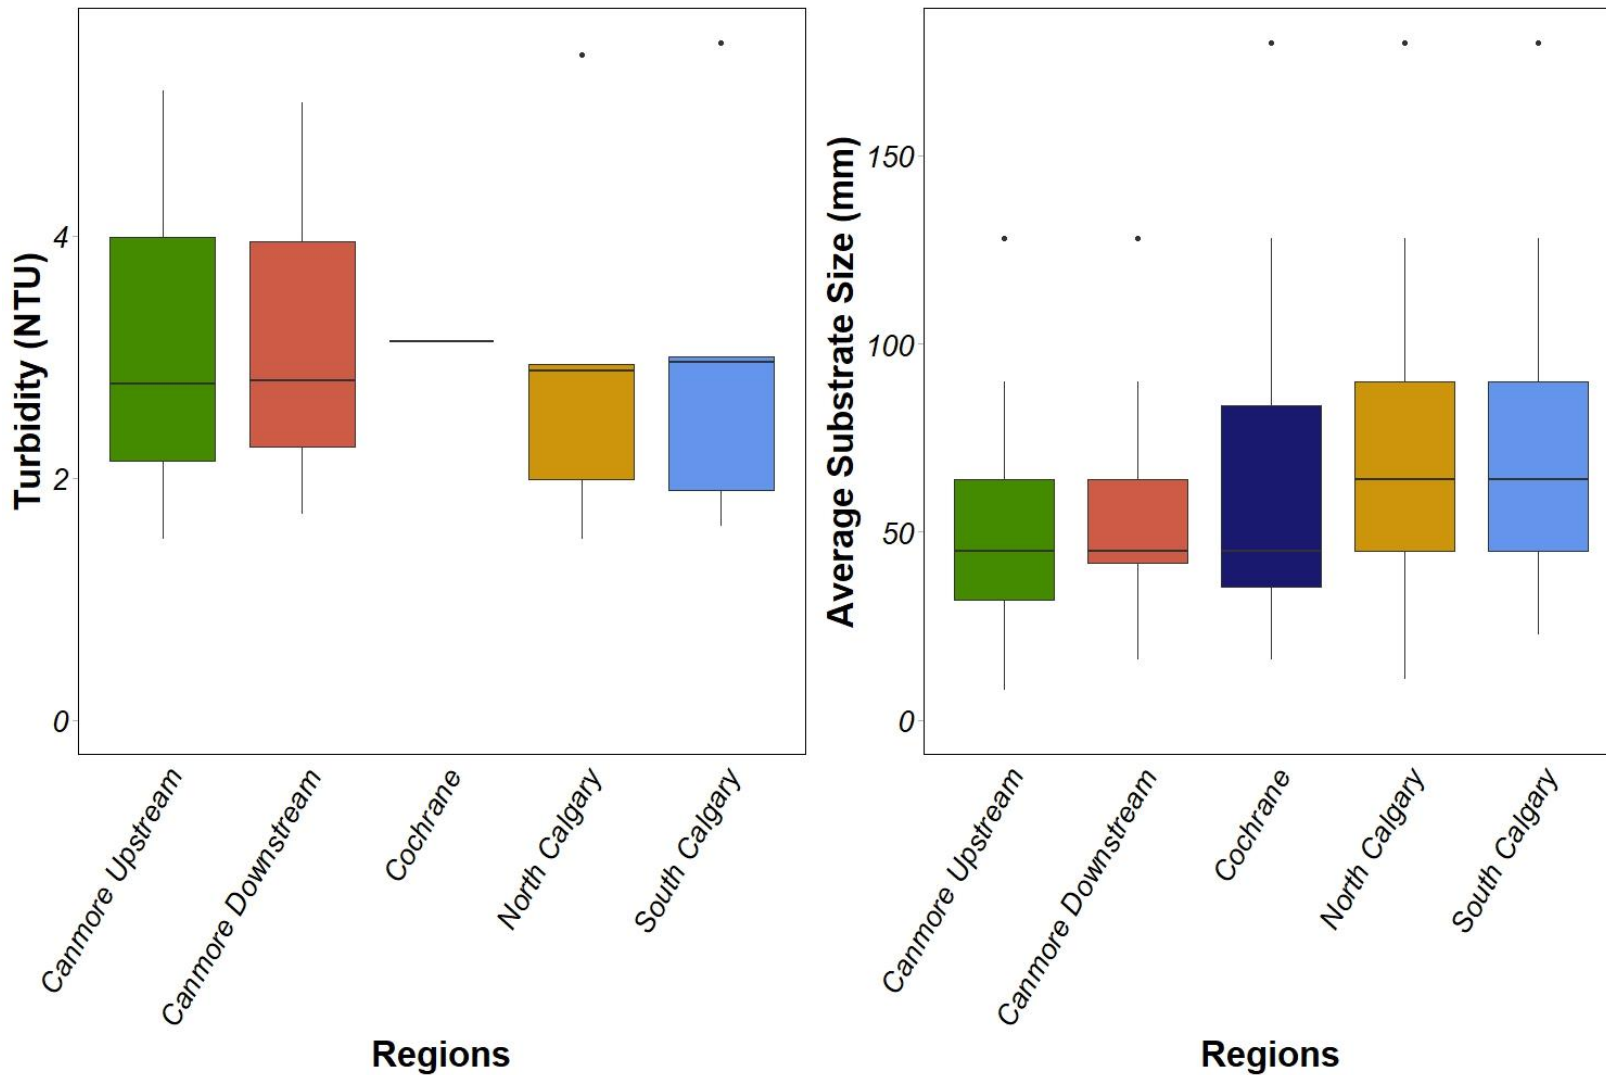 Turbidity (NTU)
4
2
0
Canmore Upstream
Canmore Downstream
Cochrane
North Calgary
South Calgary
Regions
Average Substrate Size (mm)
150
100
50
0
Canmore Upstream
Canmore Downstream
Cochrane
North Calgary
South Calgary
Regions